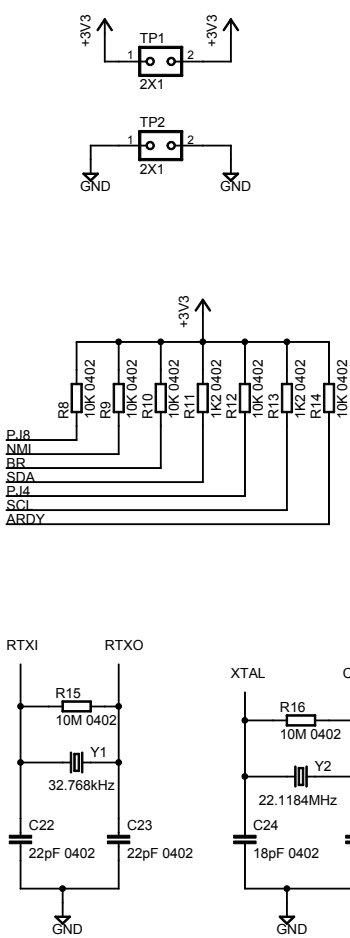 +3V3
+3V3
TP1
1
2
2X1
TP2
1
2
2X1
GND
GND
+3V3
R8
10K 0402
R9
10K 0402
R10
10K 0402
R11
1K2 0402
R12
10K 0402
R13
1K2 0402
R14
10K 0402
PJ8
NMI
BR
SDA
PJ4
SCL
ARDY
RTXI
RTXO
R15
10M 0402
Y1
32.768kHz
C22
22pF 0402
C23
22pF 0402
GND
XTAL
C
R16
10M 0402
Y2
22.1184MHz
C24
18pF 0402
GND